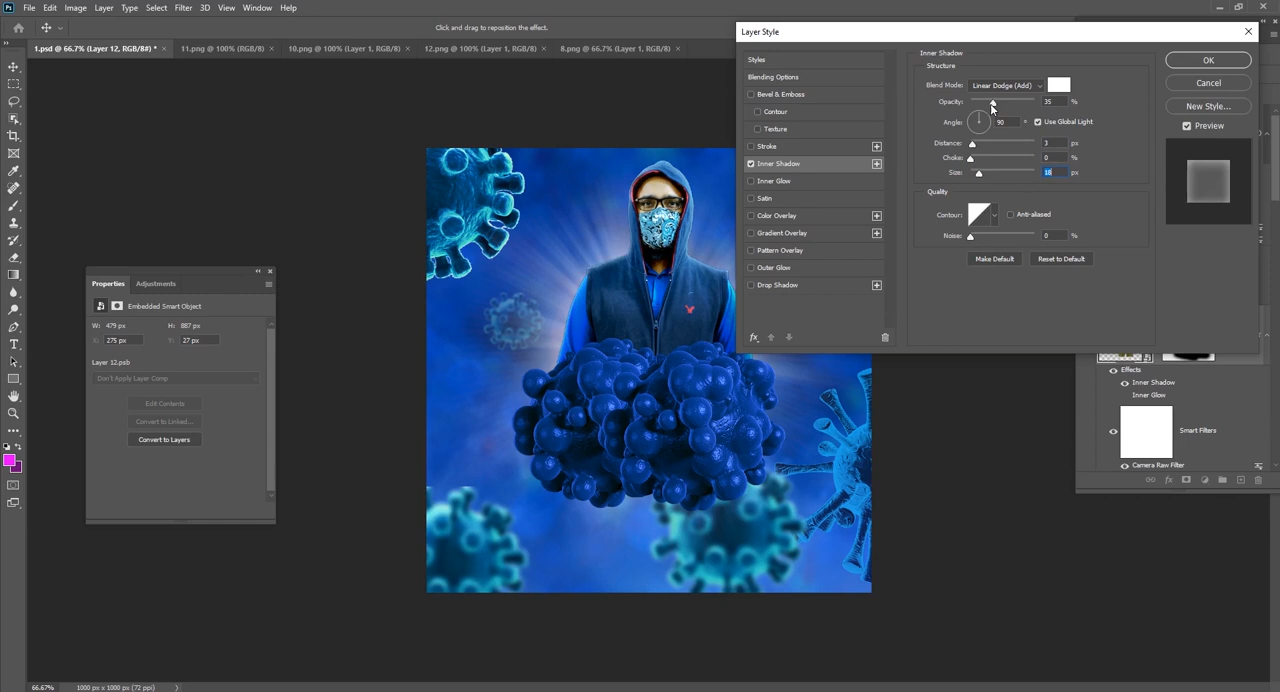 Ps File Edit Image Layer Type Select Filter 3D View Window Help
Click and drag to reposition the effect.
1.psd @ 66.7% (Layer 12, RGB/8#) * × 11.png @ 100% (RGB/8) × 10.png @ 100% (Layer 1, RGB/8) × 12.png @ 100% (Layer 1, RGB/8) × 8.png @ 66.7% (Layer 1, RGB/8) ×
Layer Style
Styles
Blending Options
Bevel & Emboss
Contour
Texture
Stroke
Inner Shadow
Inner Glow
Satin
Color Overlay
Gradient Overlay
Pattern Overlay
Outer Glow
Drop Shadow
fx
Inner Shadow
Structure
Blend Mode: Linear Dodge (Add)
Opacity: 35 %
Angle: 90 ° Use Global Light
Distance: 3 px
Choke: 0 %
Size: 18 px
Quality
Contour: Anti-aliased
Noise: 0 %
Make Default Reset to Default
OK
Cancel
New Style...
Preview
Properties Adjustments
Embedded Smart Object
W: 479 px H: 887 px
X: 275 px Y: 27 px
Layer 12.psb
Don't Apply Layer Comp
Edit Contents
Convert to Linked...
Convert to Layers
Effects
Inner Shadow
Inner Glow
Smart Filters
Camera Raw Filter
fx
66.67% 1000 px x 1000 px (72 ppi)